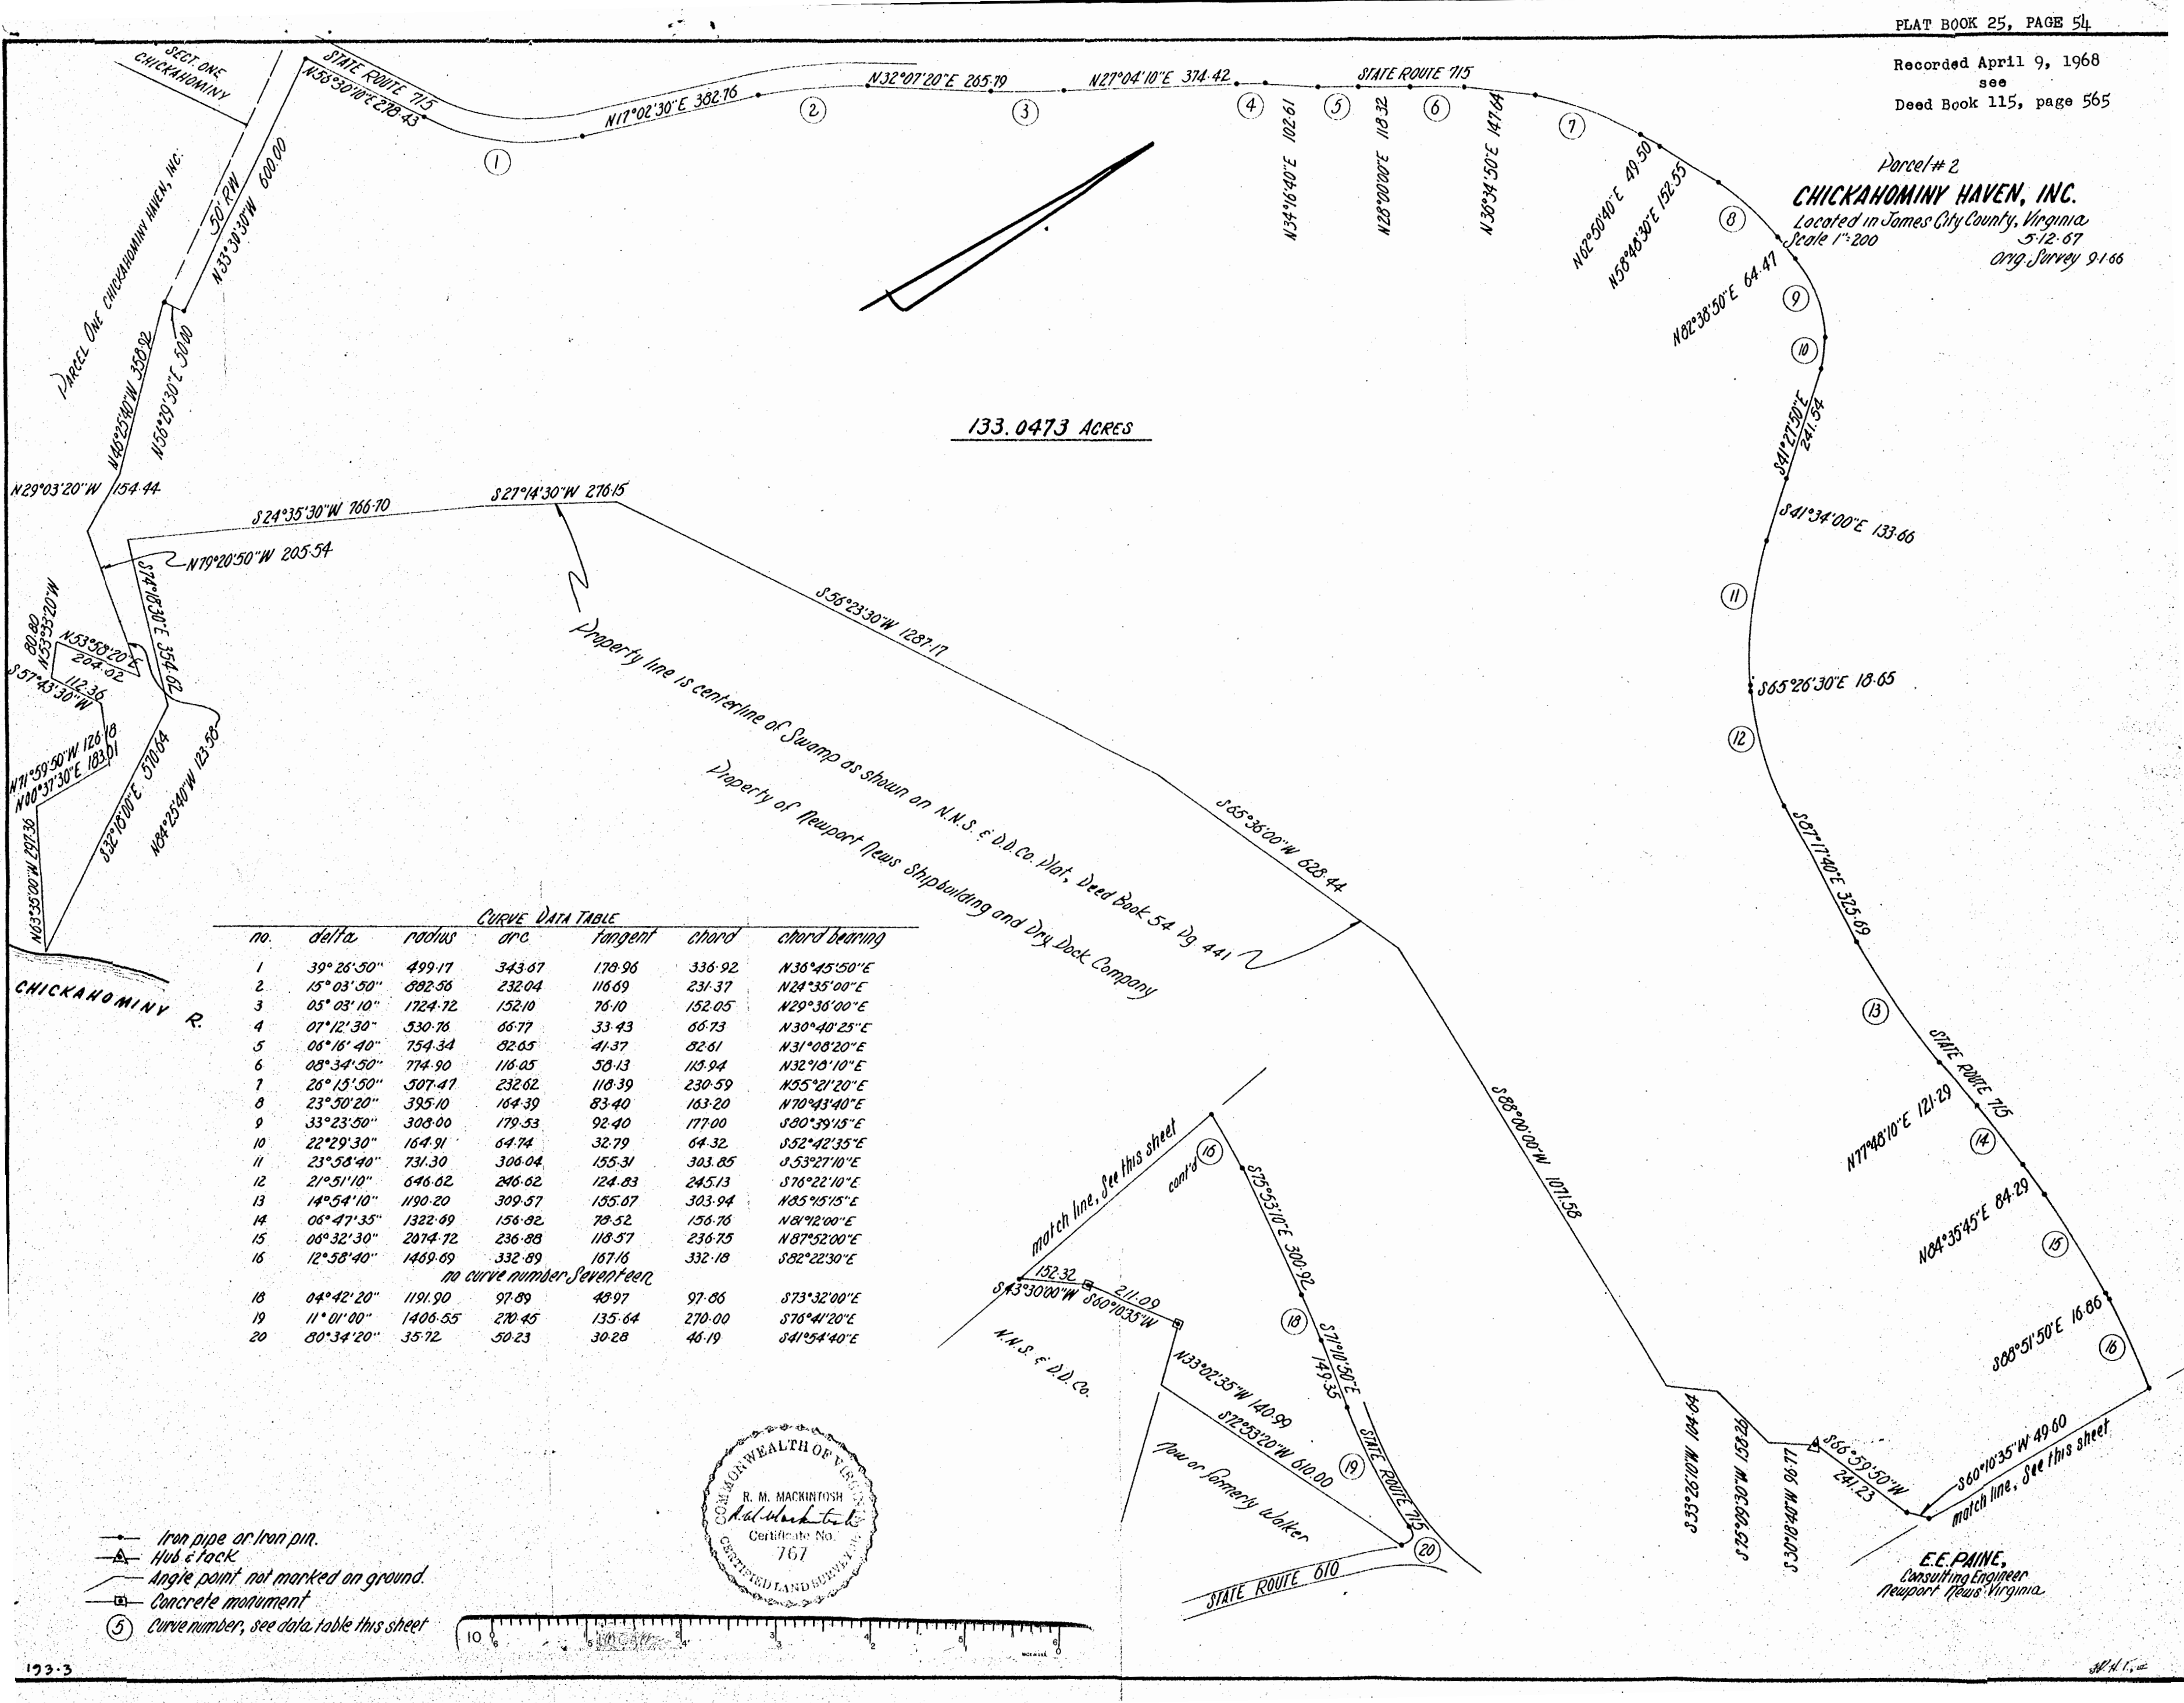 PLAT BOOK 25, PAGE 54
Recorded April 9, 1968
see
Deed Book 115, page 565
Parcel # 2
CHICKAHOMINY HAVEN, INC.
Located in James City County, Virginia
Scale 1"=200
5-12-67
Orig. Survey 9-1-66
SECT. ONE
CHICKAHOMINY
STATE ROUTE 715
N56°30'10"E 278.43
1
N17°02'30"E 382.76
2
N32°07'20"E 265.79
3
N27°04'10"E 374.42
4
STATE ROUTE 715
5
6
7
N34°16'40"E 102.61
N28°00'00"E 118.32
N36°34'50"E 147.64
N62°50'40"E 49.50
N58°48'30"E 152.55
8
N82°38'50"E 64.47
9
10
S41°27'50"E
241.54
S41°34'00"E 133.66
11
S65°26'30"E 18.65
12
S87°17'40"E 325.69
13
STATE ROUTE 715
N77°48'10"E 121.29
14
N84°35'45"E 84.29
15
S88°51'50"E 16.86
16
S60°10'35"W 49.60
match line, See this sheet
S66°59'50"W
241.23
S30°18'40"W 96.77
S25°09'30"W 158.26
S33°26'10"W 104.64
S88°00'00"W 1071.58
S65°36'00"W 628.44
S56°23'30"W 1287.17
S27°14'30"W 276.15
S24°35'30"W 766.70
133.0473 ACRES
PARCEL ONE CHICKAHOMINY HAVEN, INC.
50' R/W
N33°30'30"W 600.00
N46°25'40"W 358.92
N56°29'30"E 50.00
N29°03'20"W 154.44
N79°20'50"W 205.54
S74°18'30"E 354.62
80.80
N53°33'20"W
N53°58'20"E
204.02
112.36
S57°43'30"W
N71°59'50"W 126.18
N00°37'30"E 183.01
S32°18'00"E 570.64
N84°25'40"W 123.58
N63°35'00"W 297.36
CHICKAHOMINY R.
Property line is centerline of Swamp as shown on N.N.S. & D.D.Co. Plat, Deed Book 54 Pg 441
Property of Newport News Shipbuilding and Dry Dock Company
CURVE DATA TABLE
no. delta radius arc tangent chord chord bearing
1 39°26'50" 499.17 343.67 178.96 336.92 N36°45'50"E
2 15°03'50" 882.56 232.04 116.69 231.37 N24°35'00"E
3 05°03'10" 1724.72 152.10 76.10 152.05 N29°36'00"E
4 07°12'30" 530.76 66.77 33.43 66.73 N30°40'25"E
5 06°16'40" 754.34 82.65 41.37 82.61 N31°08'20"E
6 08°34'50" 774.90 116.05 58.13 115.94 N32°18'10"E
7 26°15'50" 507.47 232.62 118.39 230.59 N55°21'20"E
8 23°50'20" 395.10 164.39 83.40 163.20 N70°43'40"E
9 33°23'50" 308.00 179.53 92.40 177.00 S80°39'15"E
10 22°29'30" 164.91 64.74 32.79 64.32 S52°42'35"E
11 23°58'40" 731.30 306.04 155.31 303.85 S53°27'10"E
12 21°51'10" 646.62 246.62 124.83 245.13 S76°22'10"E
13 14°54'10" 1190.20 309.57 155.67 303.94 N85°15'15"E
14 06°47'35" 1322.69 156.82 78.52 156.76 N81°12'00"E
15 06°32'30" 2074.72 236.88 118.57 236.75 N87°52'00"E
16 12°58'40" 1469.69 332.89 167.16 332.18 S82°22'30"E
no curve number Seventeen
18 04°42'20" 1191.90 97.89 48.97 97.86 S73°32'00"E
19 11°01'00" 1406.55 270.45 135.64 270.00 S76°41'20"E
20 80°34'20" 35.72 50.23 30.28 46.19 S41°54'40"E
match line, See this sheet
cont'd 16
S75°53'10"E 300.92
152.32
S43°30'00"W
211.09
S60°10'35"W
18
S71°10'50"E
149.35
N.N.S. & D.D. Co.
N33°02'35"W 140.99
S72°53'20"W 610.00
Now or formerly Walker
19
STATE ROUTE 715
20
STATE ROUTE 610
COMMONWEALTH OF VIRGINIA
R. M. MACKINTOSH
Certificate No.
767
CERTIFIED LAND SURVEYOR
Iron pipe or Iron pin.
Hub & tack
Angle point not marked on ground.
Concrete monument
5 Curve number, see data table this sheet
E.E. PAINE,
Consulting Engineer
Newport News Virginia
10
193-3